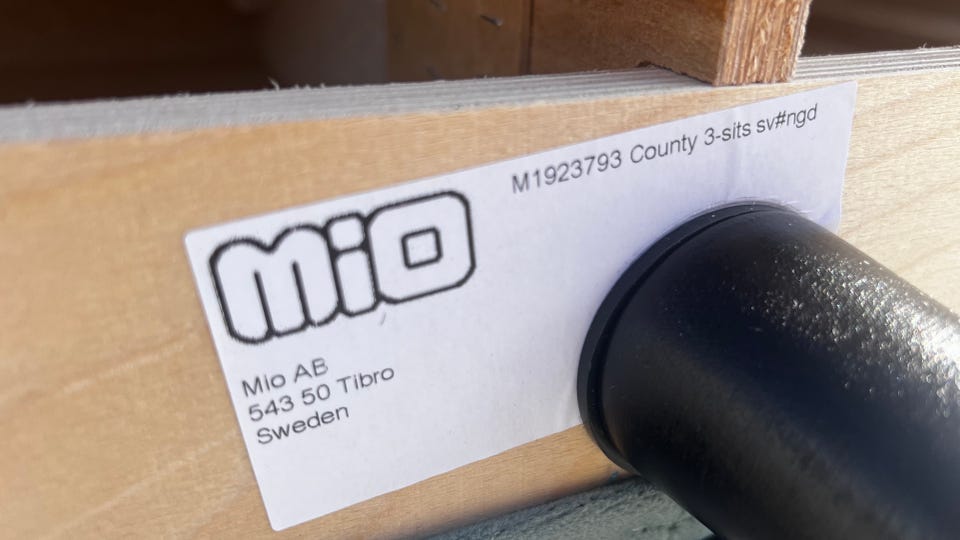 M1923793 County 3-sits sv#ngd
Mio
Mio AB
543 50 Tibro
Sweden